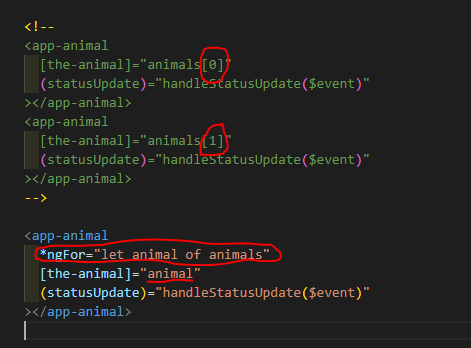 <!--
<app-animal
[the-animal]="animals[0]"
(statusUpdate)="handleStatusUpdate($event)"
></app-animal>
<app-animal
[the-animal]="animals[1]"
(statusUpdate)="handleStatusUpdate($event)"
></app-animal>
-->
<app-animal
*ngFor="let animal of animals"
[the-animal]="animal"
(statusUpdate)="handleStatusUpdate($event)"
></app-animal>